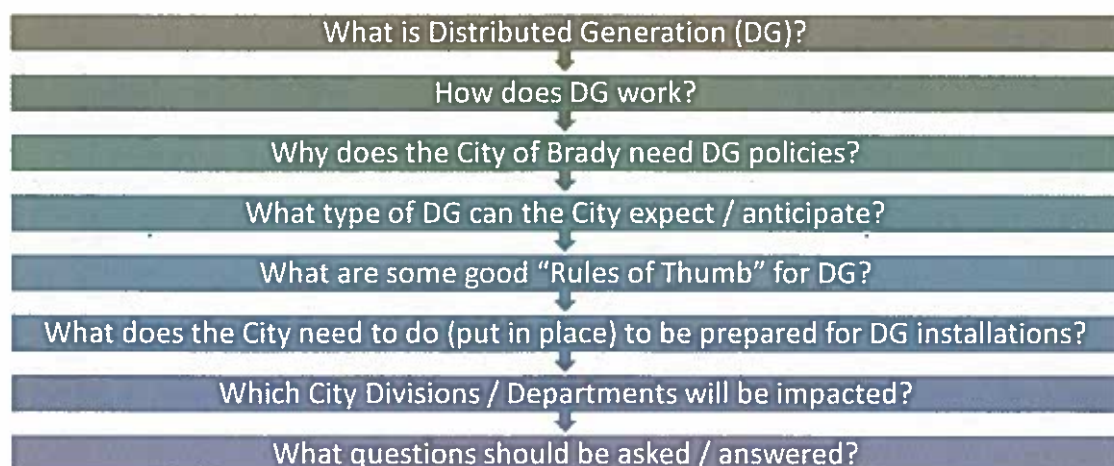 What is Distributed Generation (DG)?
How does DG work?
Why does the City of Brady need DG policies?
What type of DG can the City expect / anticipate?
What are some good “Rules of Thumb” for DG?
What does the City need to do (put in place) to be prepared for DG installations?
Which City Divisions / Departments will be impacted?
What questions should be asked / answered?